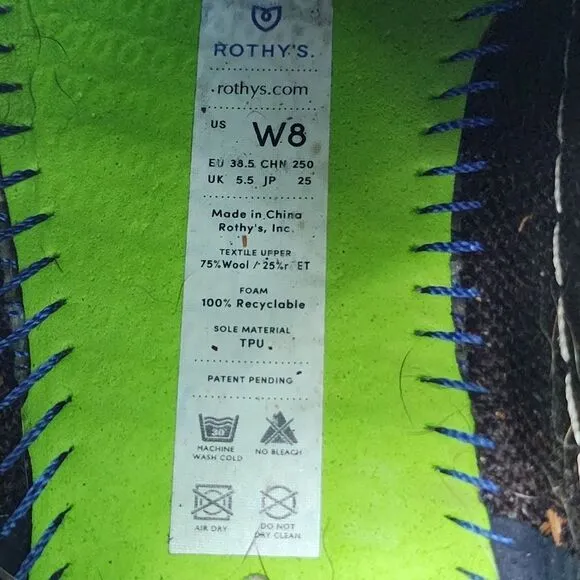 ROTHY'S.
rothys.com
US W8
EU 38.5 CHN 250
UK 5.5 JP 25
Made in China
Rothy's, Inc.
TEXTILE UPPER
75%Wool / 25%r ET
FOAM
100% Recyclable
SOLE MATERIAL
TPU
PATENT PENDING
30
MACHINE WASH COLD
NO BLEACH
AIR DRY
DO NOT DRY CLEAN